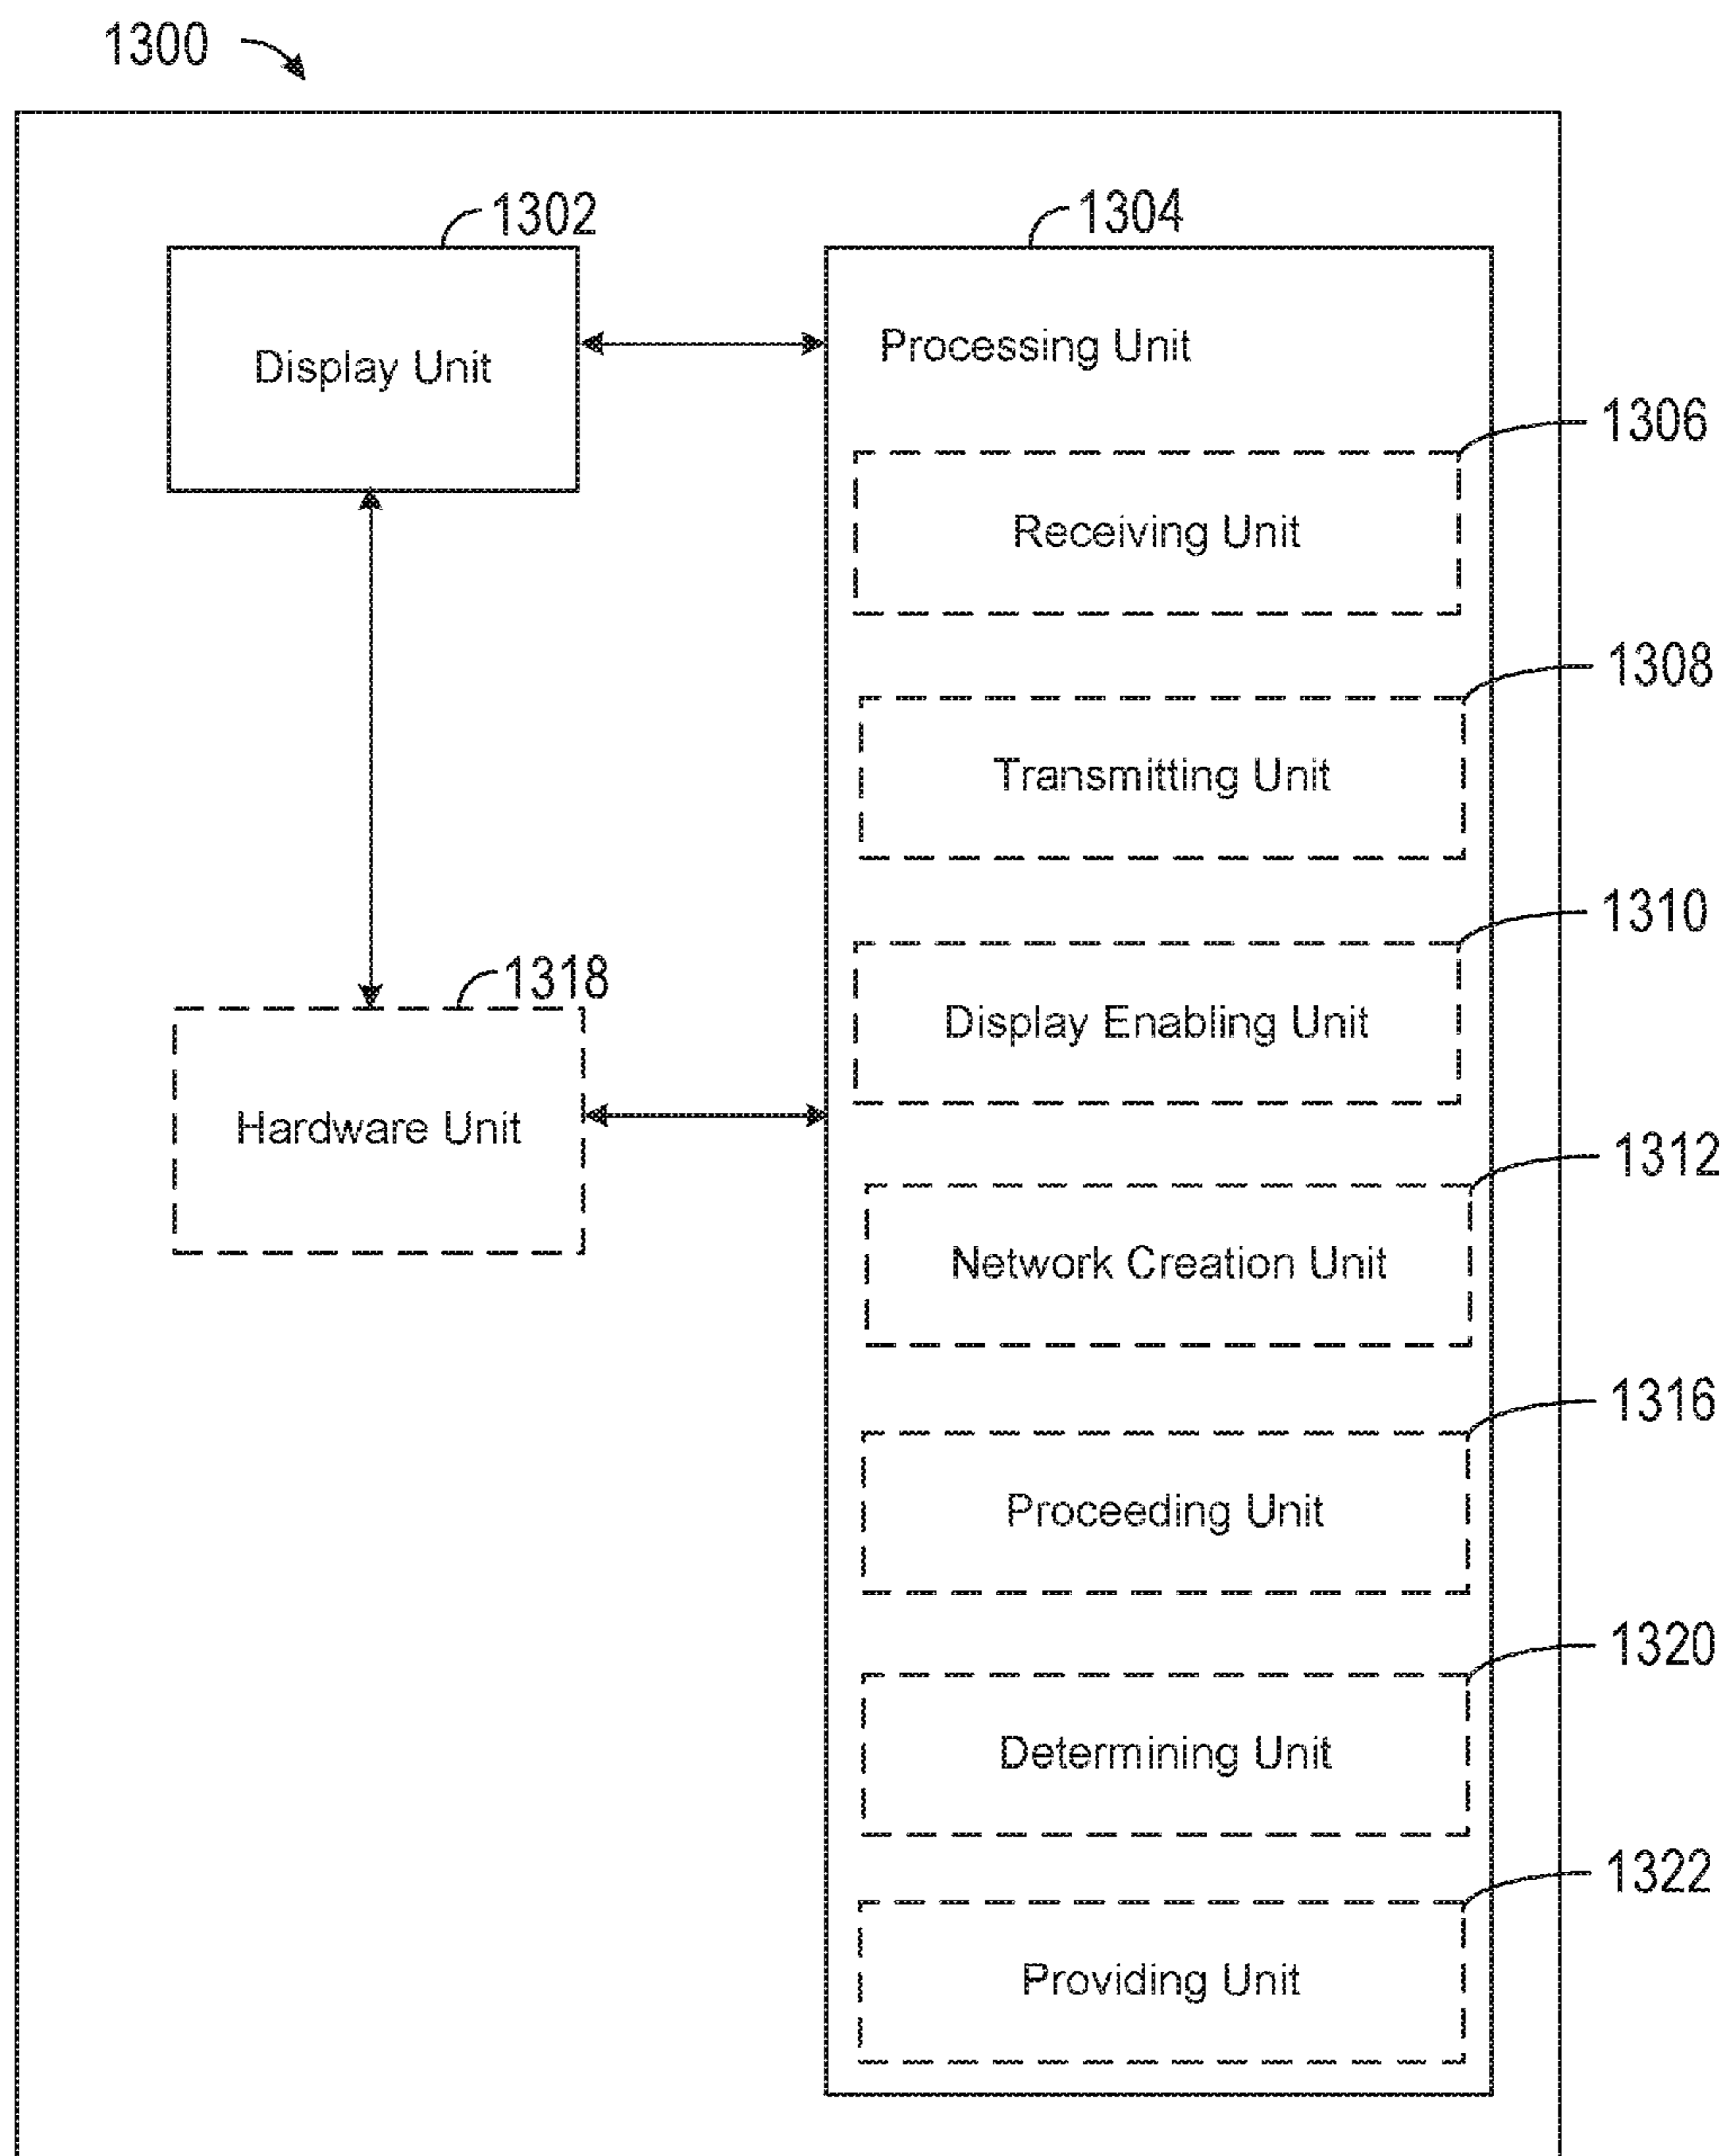 1300
1302
1304
Display Unit
Processing Unit
1306
Receiving Unit
1308
Transmitting Unit
1310
1318
Display Enabling Unit
Hardware Unit
1312
Network Creation Unit
1316
Proceeding Unit
1320
Determining Unit
1322
Providing Unit